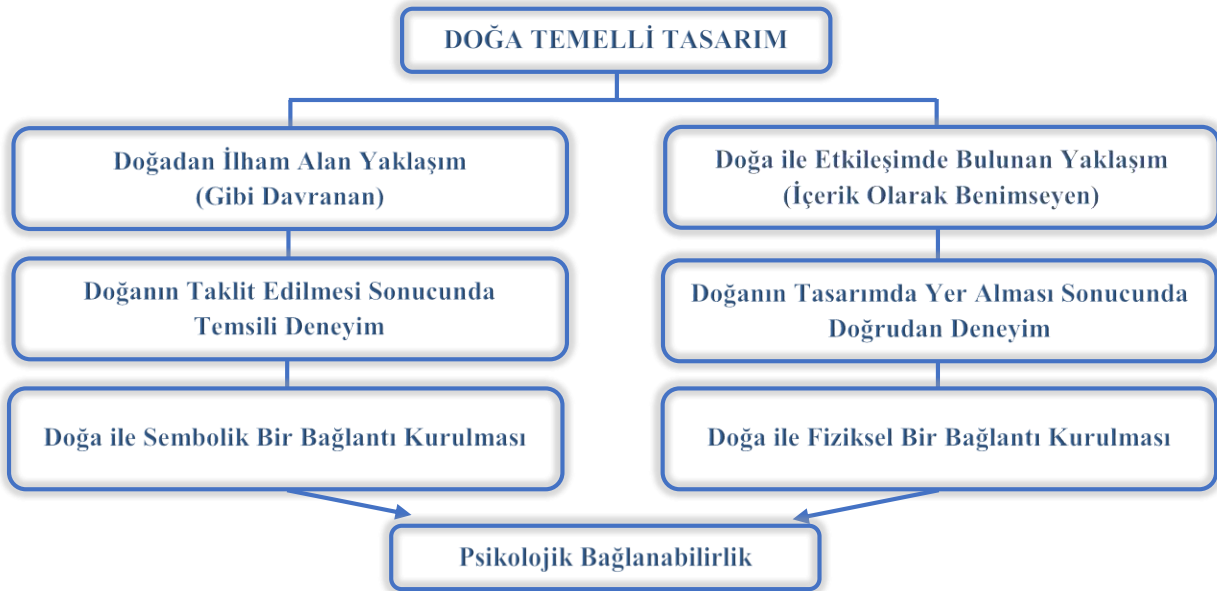 DOĞA TEMELLİ TASARIM
Doğadan İlham Alan Yaklaşım
(Gibi Davranan)
Doğa ile Etkileşimde Bulunan Yaklaşım
(İçerik Olarak Benimseyen)
Doğanın Taklit Edilmesi Sonucunda
Temsili Deneyim
Doğanın Tasarımda Yer Alması Sonucunda
Doğrudan Deneyim
Doğa ile Sembolik Bir Bağlantı Kurulması
Doğa ile Fiziksel Bir Bağlantı Kurulması
Psikolojik Bağlanabilirlik